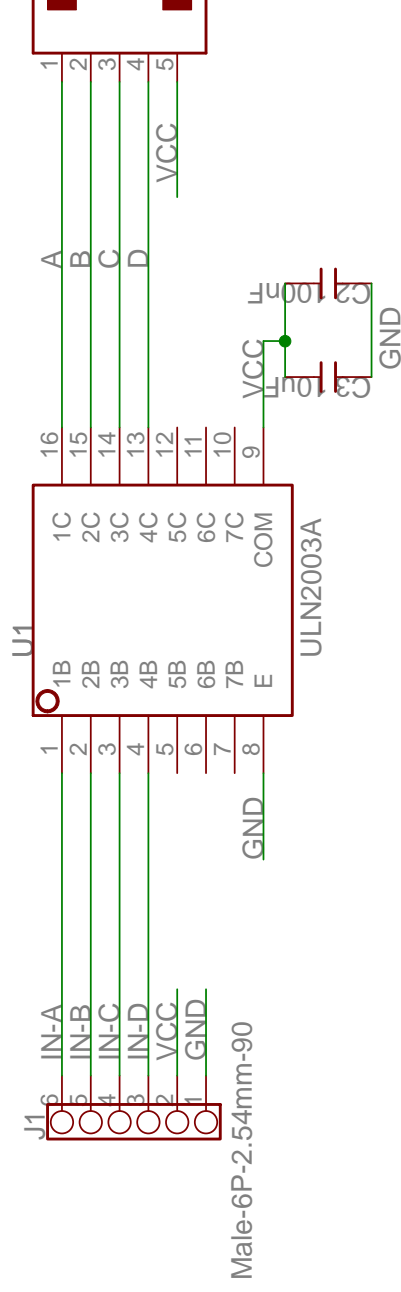 1
2
3
4
5
VCC
A
B
C
D
C2
100nF
VCC
C3
10uF
GND
16
15
14
13
12
11
10
9
1C
2C
3C
4C
5C
6C
7C
COM
U1
ULN2003A
1B
2B
3B
4B
5B
6B
7B
E
1
2
3
4
5
6
7
8
GND
IN-A
IN-B
IN-C
IN-D
VCC
GND
6
5
4
3
2
1
J1
Male-6P-2.54mm-90